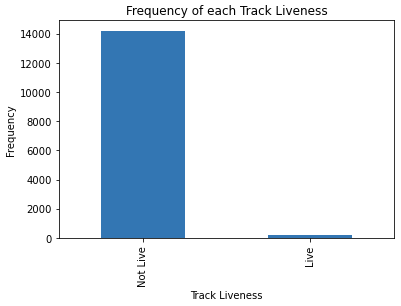 Frequency of each Track Liveness
14000
12000
10000
8000
6000
4000
2000
0
Frequency
Not Live
Live
Track Liveness